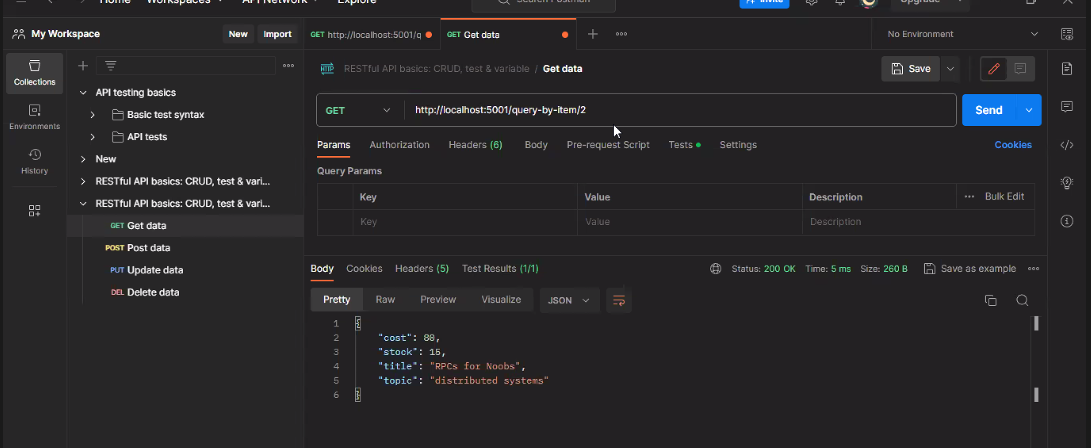 Home Workspaces API Network Explore Search Postman Invite Upgrade
My Workspace New Import GET http://localhost:5001/q GET Get data No Environment
Collections
Environments
History
API testing basics
Basic test syntax
API tests
New
RESTful API basics: CRUD, test & vari...
RESTful API basics: CRUD, test & vari...
GET Get data
POST Post data
PUT Update data
DEL Delete data
HTTP RESTful API basics: CRUD, test & variable / Get data Save
GET http://localhost:5001/query-by-item/2 Send
Params Authorization Headers (6) Body Pre-request Script Tests Settings Cookies
Query Params
Key Value Description Bulk Edit
Key Value Description
Body Cookies Headers (5) Test Results (1/1) Status: 200 OK Time: 5 ms Size: 260 B Save as example
Pretty Raw Preview Visualize JSON
1 {
2 "cost": 80,
3 "stock": 15,
4 "title": "RPCs for Noobs",
5 "topic": "distributed systems"
6 }